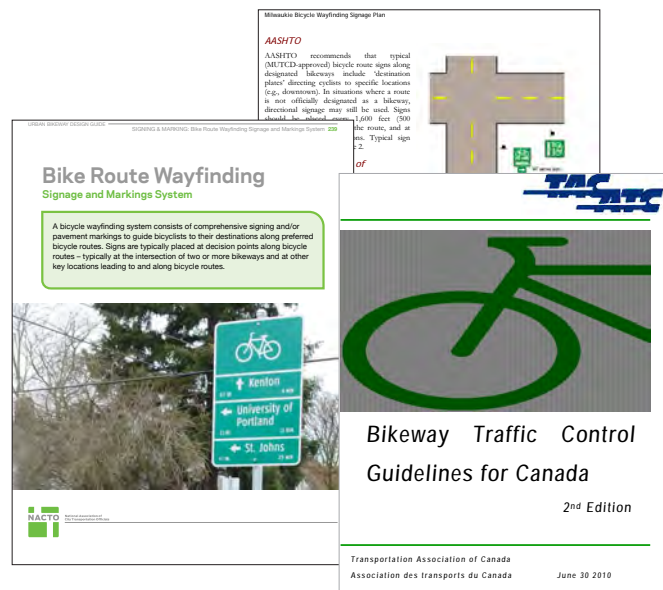 Milwaukie Bicycle Wayfinding Signage Plan
AASHTO
AASHTO recommends that typical
(MUTCD-approved) bicycle route signs along
designated bikeways include 'destination
plates' directing cyclists to specific locations
(e.g., downtown). In situations where a route
is not officially designated as a bikeway,
directional signage may still be used. Signs
should be placed every 1,600 feet (500
the route, and at
ons. Typical sign
e 2.
of
URBAN BIKEWAY DESIGN GUIDE
SIGNING & MARKING: Bike Route Wayfinding Signage and Markings System 239
Bike Route Wayfinding
Signage and Markings System
A bicycle wayfinding system consists of comprehensive signing and/or
pavement markings to guide bicyclists to their destinations along preferred
bicycle routes. Signs are typically placed at decision points along bicycle
routes – typically at the intersection of two or more bikeways and at other
key locations leading to and along bicycle routes.
Kenton
University of
Portland
St. Johns
NACTO
National Association of
City Transportation Officials
TAC
ATC
Bikeway Traffic Control
Guidelines for Canada
2nd Edition
Transportation Association of Canada
Association des transports du Canada June 30 2010